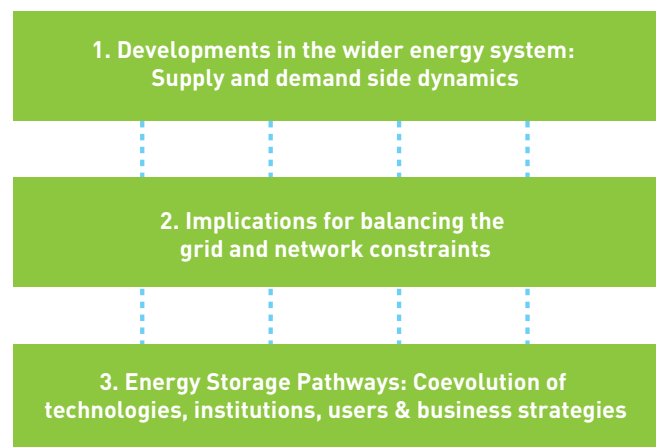 1. Developments in the wider energy system:
Supply and demand side dynamics
2. Implications for balancing the
grid and network constraints
3. Energy Storage Pathways: Coevolution of
technologies, institutions, users & business strategies